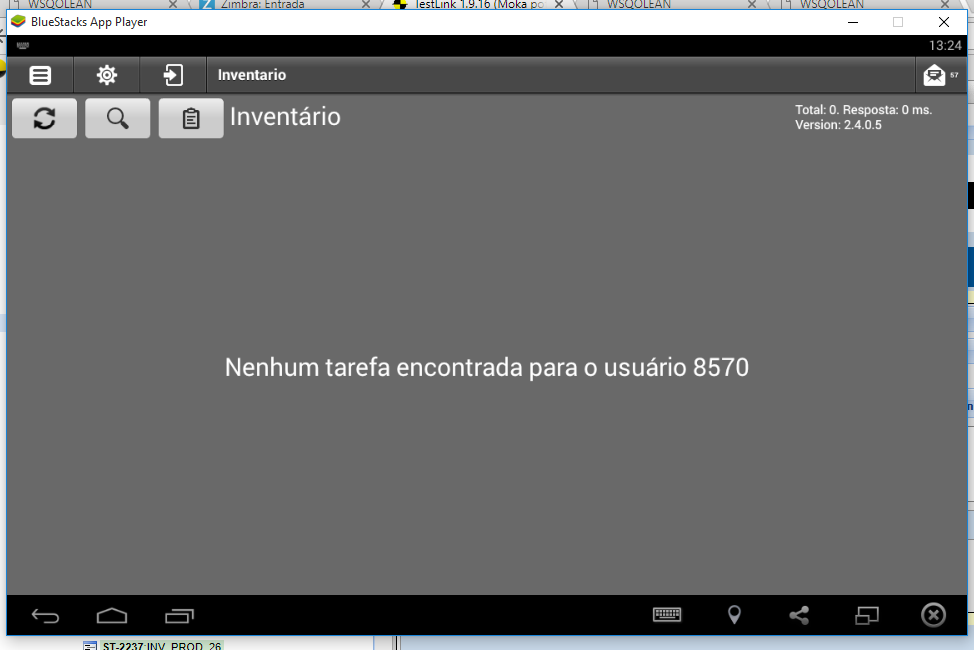 WSQOLEAN
Zimbra: Entrada
TestLink 1.9.16 (Moka po
WSQOLEAN
WSQOLEAN
BlueStacks App Player
13:24
Inventario
57
Inventário
Total: 0. Resposta: 0 ms.
Version: 2.4.0.5
Nenhum tarefa encontrada para o usuário 8570
ST-2237:INV_PROD_26